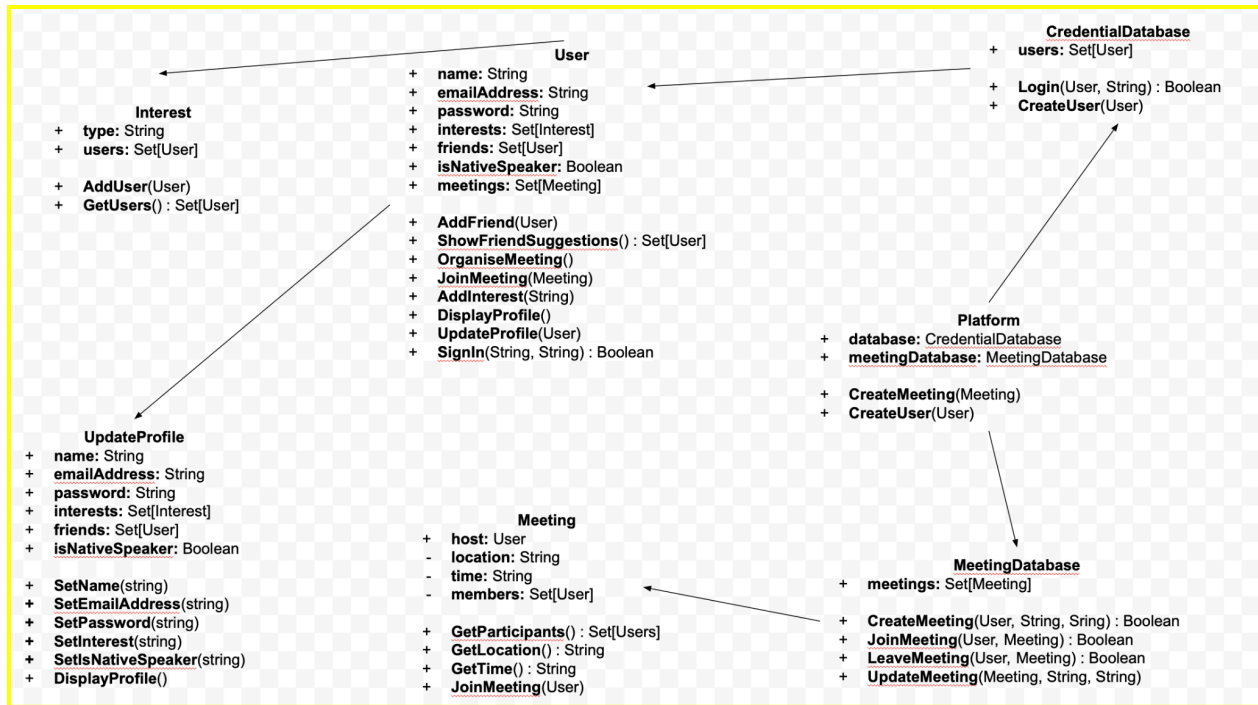 User
+ name: String
+ emailAddress: String
+ password: String
+ interests: Set[Interest]
+ friends: Set[User]
+ isNativeSpeaker: Boolean
+ meetings: Set[Meeting]
+ AddFriend(User)
+ ShowFriendSuggestions() : Set[User]
+ OrganiseMeeting()
+ JoinMeeting(Meeting)
+ AddInterest(String)
+ DisplayProfile()
+ UpdateProfile(User)
+ SignIn(String, String) : Boolean
CredentialDatabase
+ users: Set[User]
+ Login(User, String) : Boolean
+ CreateUser(User)
Interest
+ type: String
+ users: Set[User]
+ AddUser(User)
+ GetUsers() : Set[User]
Platform
+ database: CredentialDatabase
+ meetingDatabase: MeetingDatabase
+ CreateMeeting(Meeting)
+ CreateUser(User)
UpdateProfile
+ name: String
+ emailAddress: String
+ password: String
+ interests: Set[Interest]
+ friends: Set[User]
+ isNativeSpeaker: Boolean
+ SetName(string)
+ SetEmailAddress(string)
+ SetPassword(string)
+ SetInterest(string)
+ SetIsNativeSpeaker(string)
+ DisplayProfile()
Meeting
+ host: User
- location: String
- time: String
- members: Set[User]
+ GetParticipants() : Set[Users]
+ GetLocation() : String
+ GetTime() : String
+ JoinMeeting(User)
MeetingDatabase
+ meetings: Set[Meeting]
+ CreateMeeting(User, String, Sring) : Boolean
+ JoinMeeting(User, Meeting) : Boolean
+ LeaveMeeting(User, Meeting) : Boolean
+ UpdateMeeting(Meeting, String, String)